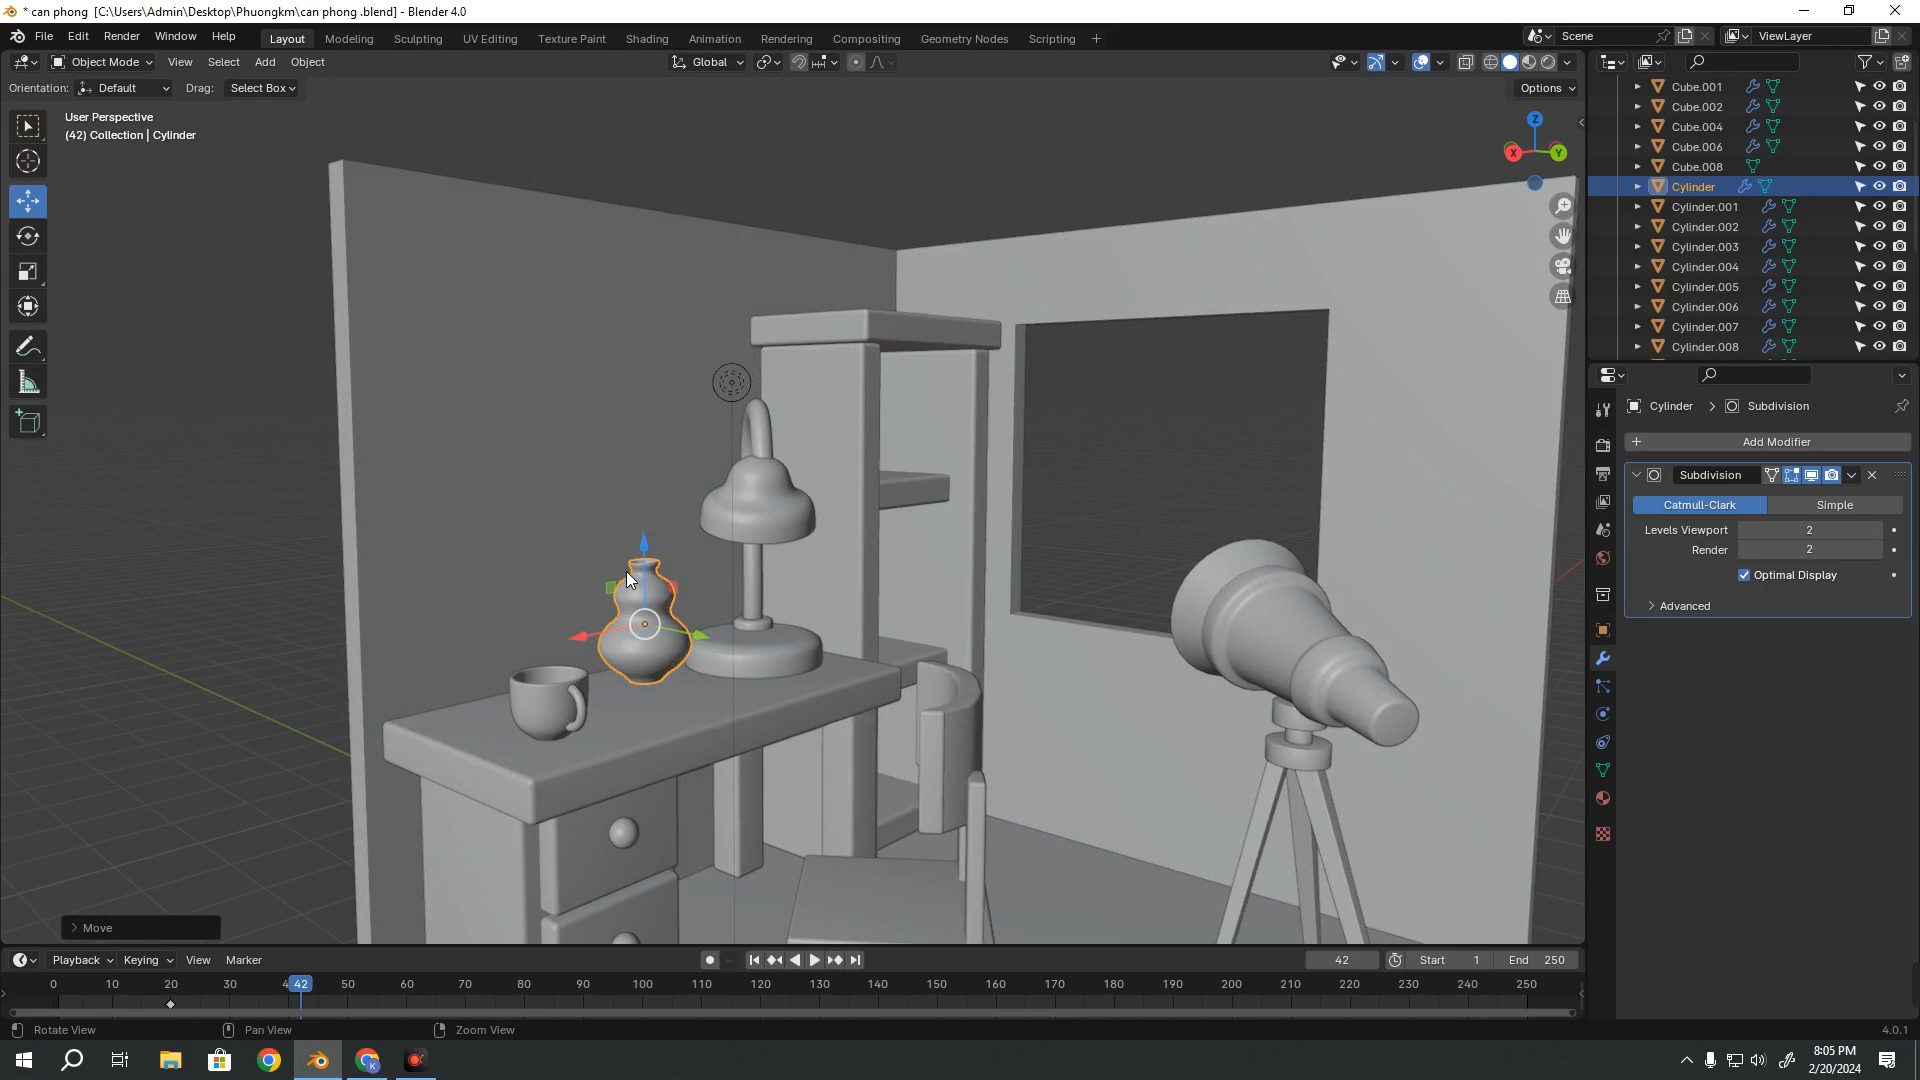 * can phong  [C:\Users\Admin\Desktop\Phuongkm\can phong .blend] - Blender 4.0
File Edit Render Window Help Layout Modeling Sculpting UV Editing Texture Paint Shading Animation Rendering Compositing Geometry Nodes Scripting + Scene ViewLayer
Object Mode View Select Add Object Global
Orientation: Default Drag: Select Box Options
User Perspective
(42) Collection | Cylinder
Z
X Y
Cube.001
Cube.002
Cube.004
Cube.006
Cube.008
Cylinder
Cylinder.001
Cylinder.002
Cylinder.003
Cylinder.004
Cylinder.005
Cylinder.006
Cylinder.007
Cylinder.008
Cylinder > Subdivision
+ Add Modifier
Subdivision
Catmull-Clark Simple
Levels Viewport 2
Render 2
Optimal Display
Advanced
Move
Playback Keying View Marker 42 Start 1 End 250
0 10 20 30 4 42 50 60 70 80 90 100 110 120 130 140 150 160 170 180 190 200 210 220 230 240 250
Rotate View Pan View Zoom View 4.0.1
K
8:05 PM
2/20/2024